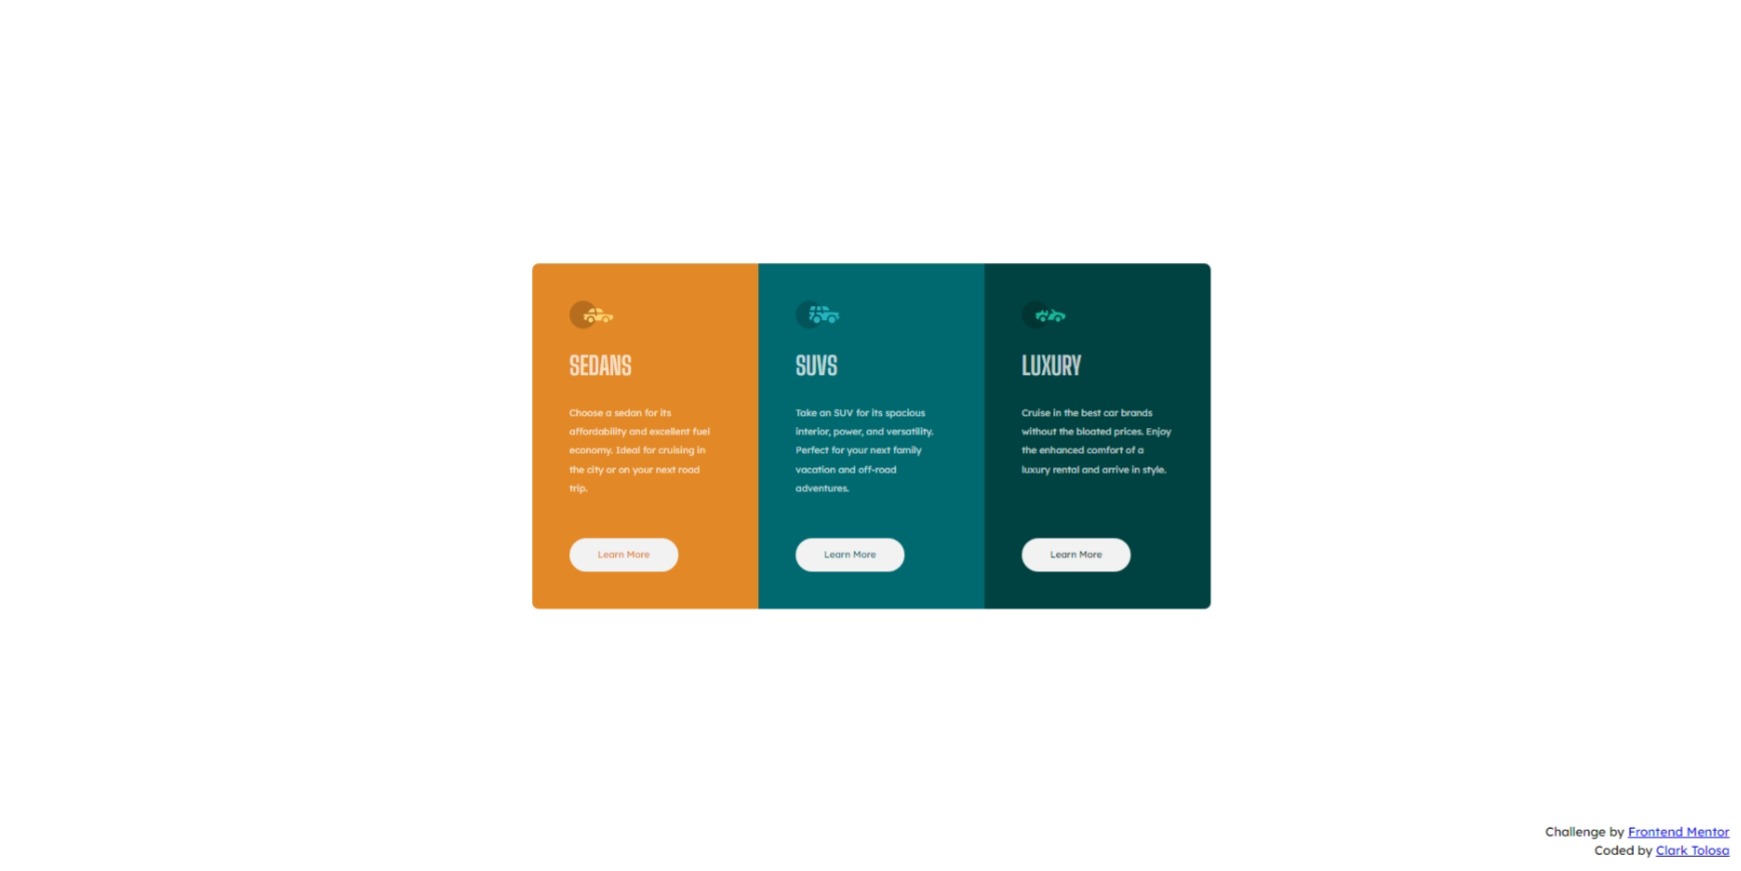 SEDANS
Choose a sedan for its
affordability and excellent fuel
economy. Ideal for cruising in
the city or on your next road
trip.
Learn More
SUVS
Take an SUV for its spacious
interior, power, and versatility.
Perfect for your next family
vacation and off-road
adventures.
Learn More
LUXURY
Cruise in the best car brands
without the bloated prices. Enjoy
the enhanced comfort of a
luxury rental and arrive in style.
Learn More
Challenge by Frontend Mentor
Coded by Clark Tolosa